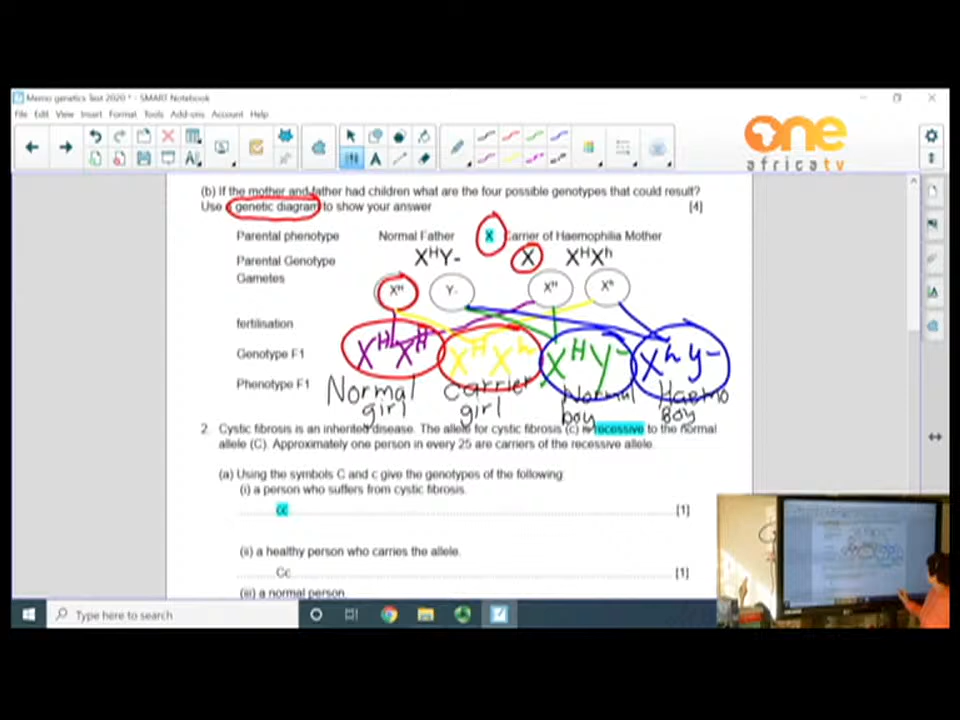 one
africa tv
Memo genetics Test 2020 * - SMART Notebook
File Edit View Insert Format Tools Add-ons Account Help
(b) If the mother and father had children what are the four possible genotypes that could result?
Use a genetic diagram to show your answer [4]
Parental phenotype Normal Father X Carrier of Haemophilia Mother
Parental Genotype XᴴY- X XᴴXʰ
Gametes Xᴴ Y- Xᴴ Xʰ
fertilisation
Genotype F1 XᴴXᴴ XᴴXʰ XᴴY- XʰY-
Phenotype F1 Normal girl Carrier girl Normal boy Haemo Boy
2. Cystic fibrosis is an inherited disease. The allele for cystic fibrosis (c) is recessive to the normal
allele (C). Approximately one person in every 25 are carriers of the recessive allele.
(a) Using the symbols C and c give the genotypes of the following
(i) a person who suffers from cystic fibrosis.
cc [1]
(ii) a healthy person who carries the allele.
Cc [1]
(iii) a normal person
Type here to search